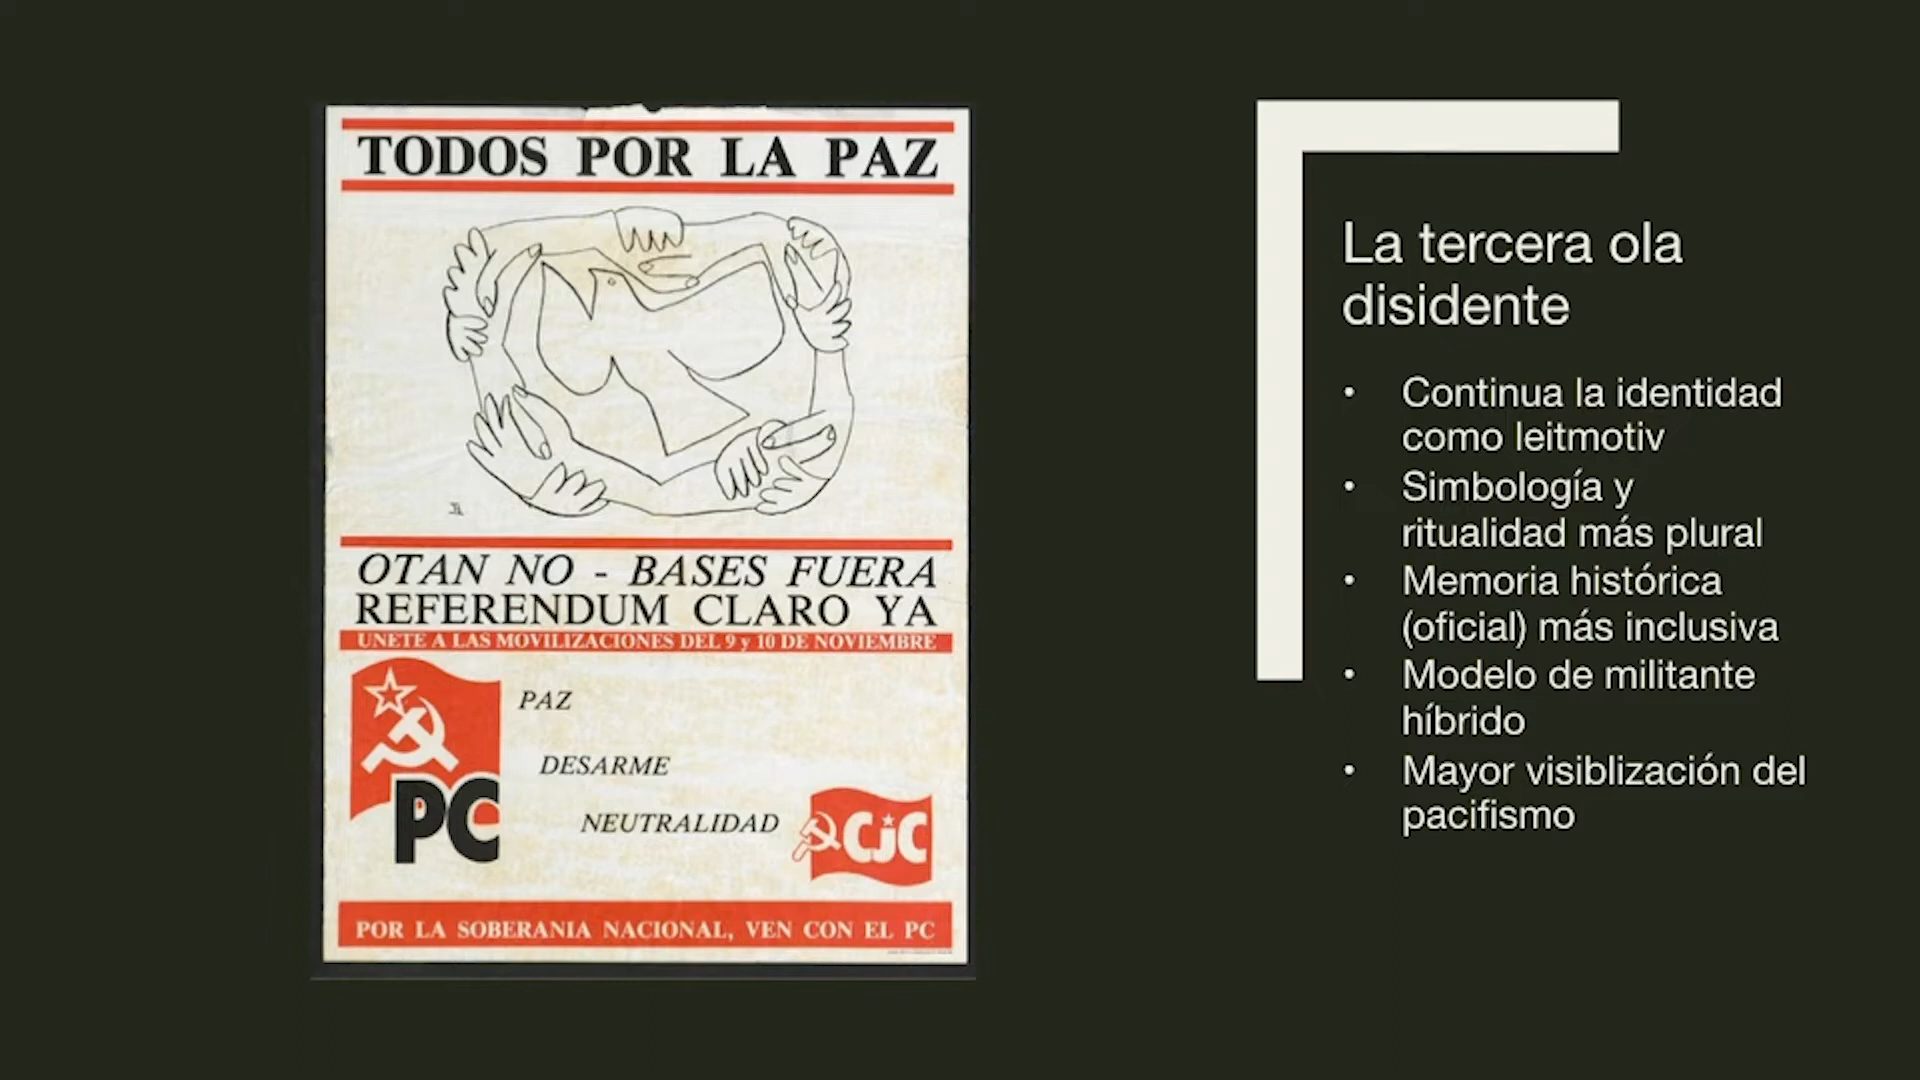 TODOS POR LA PAZ
OTAN NO - BASES FUERA
REFERENDUM CLARO YA
UNETE A LAS MOVILIZACIONES DEL 9 y 10 DE NOVIEMBRE
PAZ
DESARME
NEUTRALIDAD
PC
CJC
POR LA SOBERANIA NACIONAL, VEN CON EL PC
La tercera ola
disidente
• Continua la identidad
como leitmotiv
• Simbología y
ritualidad más plural
• Memoria histórica
(oficial) más inclusiva
• Modelo de militante
híbrido
• Mayor visiblización del
pacifismo